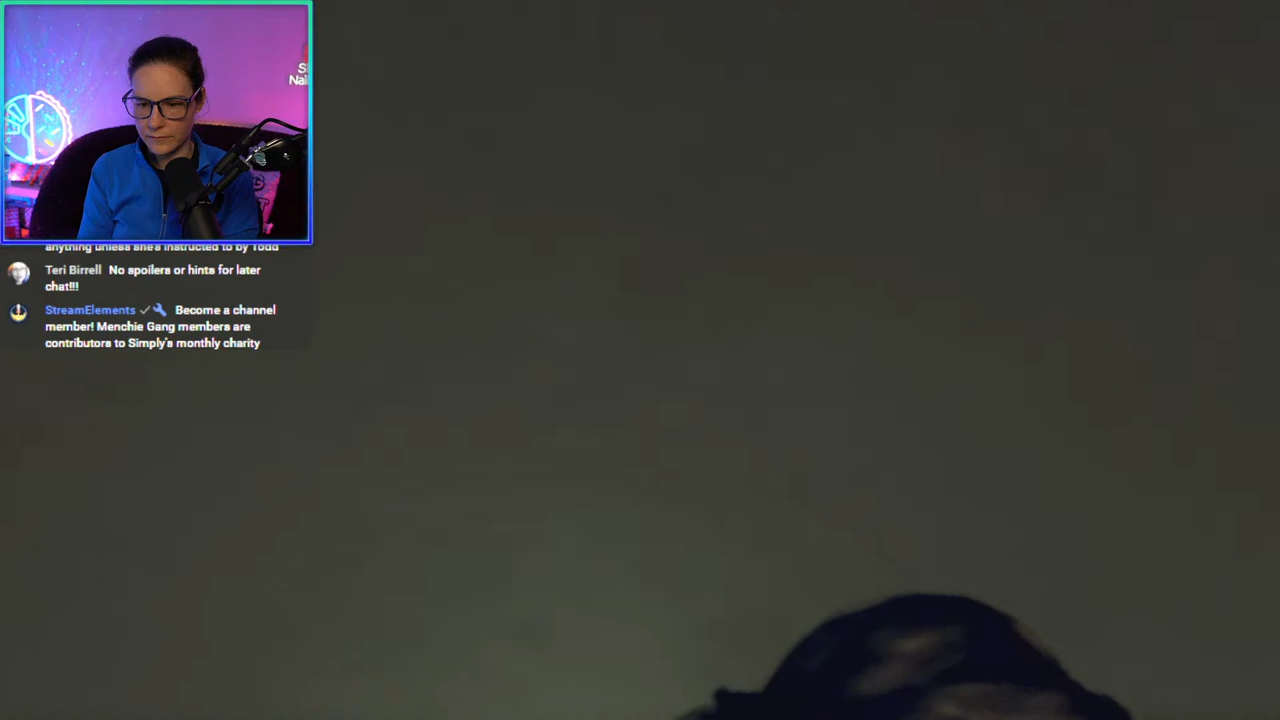 anything unless she's instructed to by Todd
Teri Birrell No spoilers or hints for later
chat!!!
StreamElements Become a channel
member! Menchie Gang members are
contributors to Simply's monthly charity